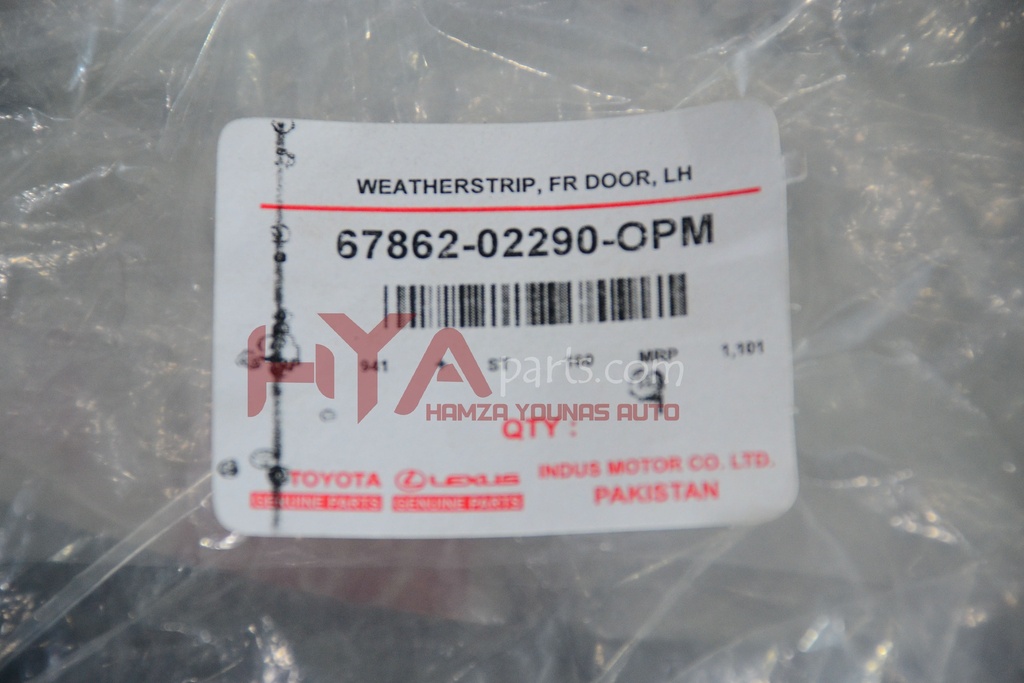 WEATHERSTRIP, FR DOOR, LH
67862-02290-OPM
941 + ST MRP 1,101
HYAparts.com
HAMZA YOUNAS AUTO
QTY :
TOYOTA LEXUS INDUS MOTOR CO. LTD.
GENUINE PARTS GENUINE PARTS PAKISTAN